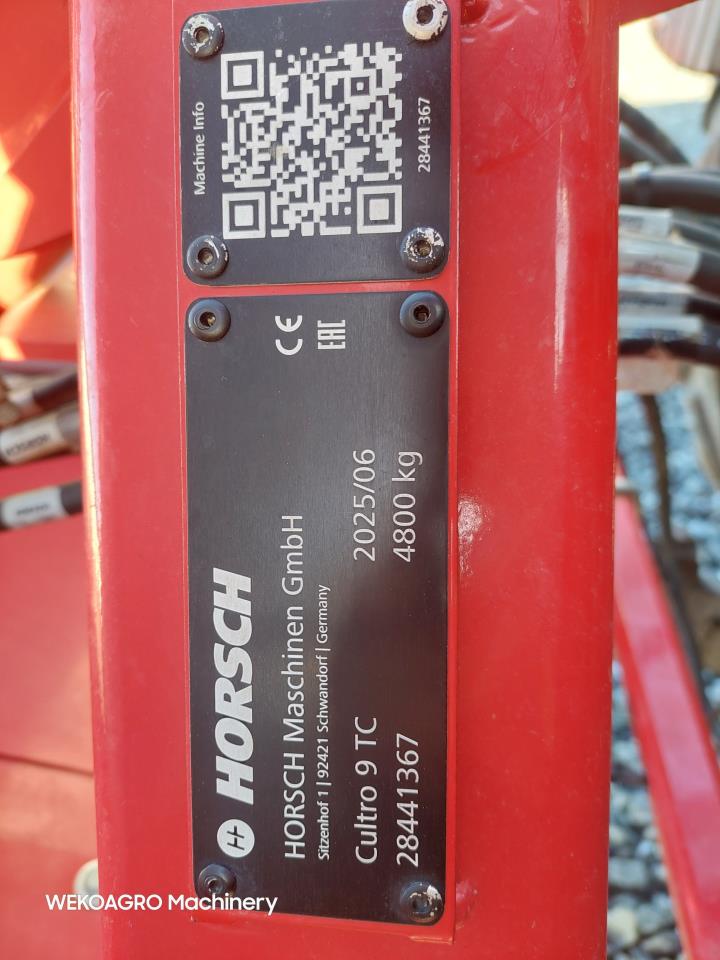 Machine Info
28441367
HORSCH
HORSCH Maschinen GmbH
Sitzenhof 1 | 92421 Schwandorf | Germany
Cultro 9 TC 2025/06
28441367 4800 kg
CE
EAC
WEKOAGRO Machinery